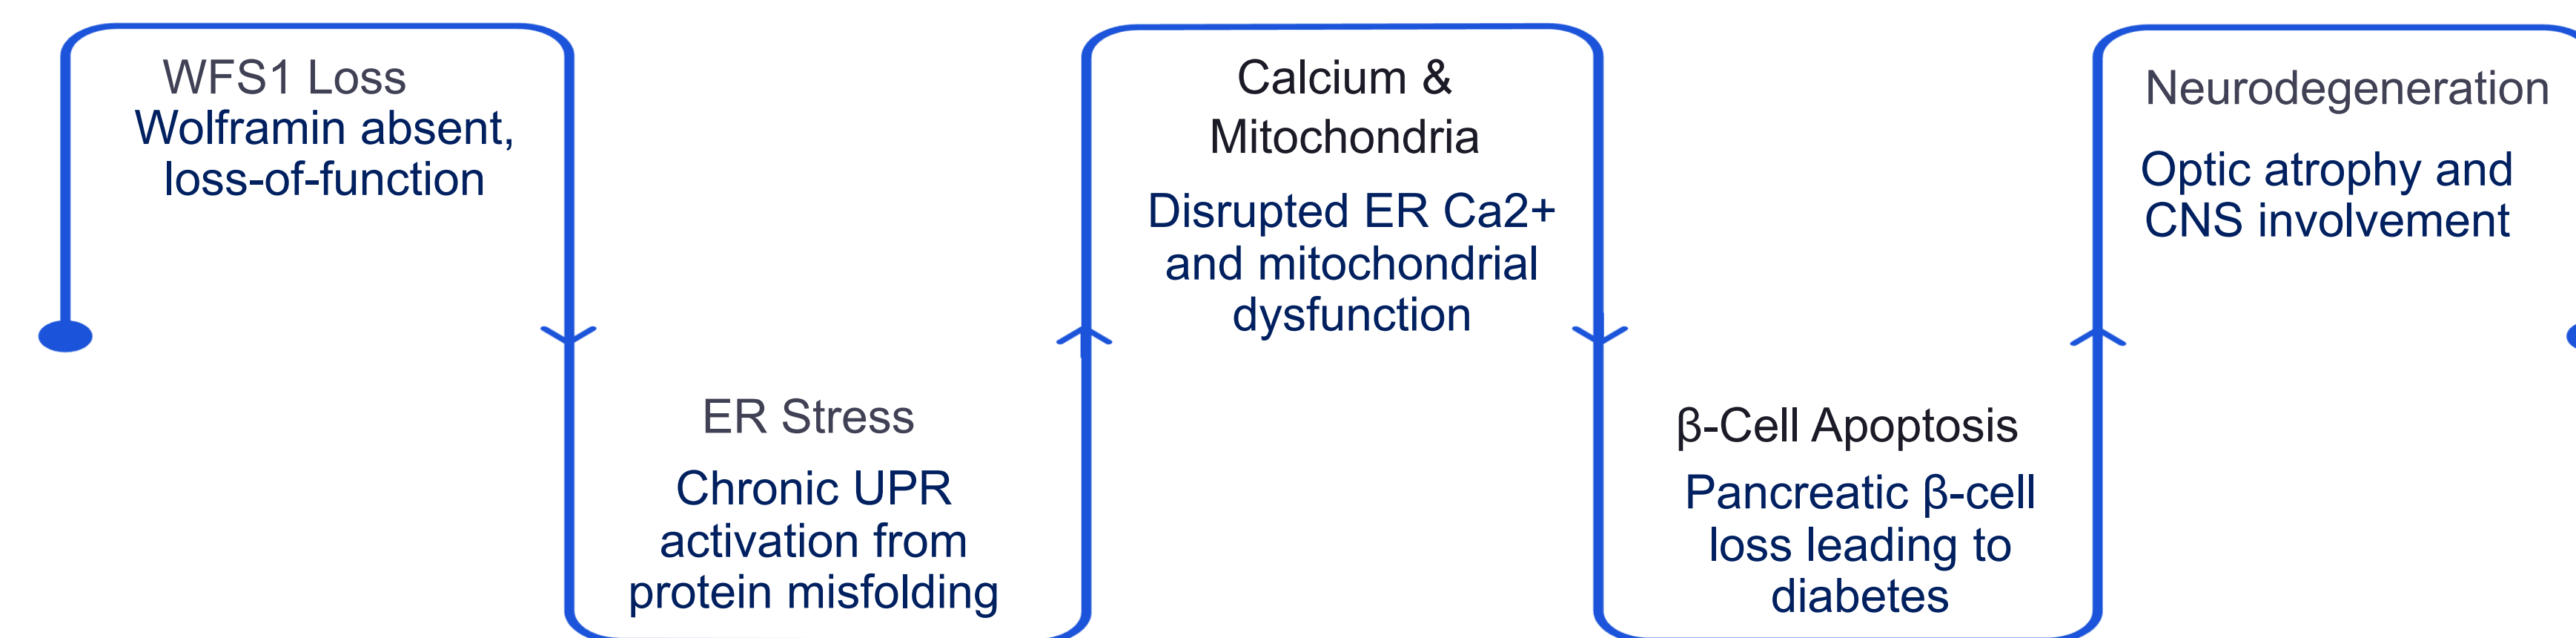 WFS1 Loss
Wolframin absent,
loss-of-function
ER Stress
Chronic UPR
activation from
protein misfolding
Calcium &
Mitochondria
Disrupted ER Ca2+
and mitochondrial
dysfunction
β-Cell Apoptosis
Pancreatic β-cell
loss leading to
diabetes
Neurodegeneration
Optic atrophy and
CNS involvement